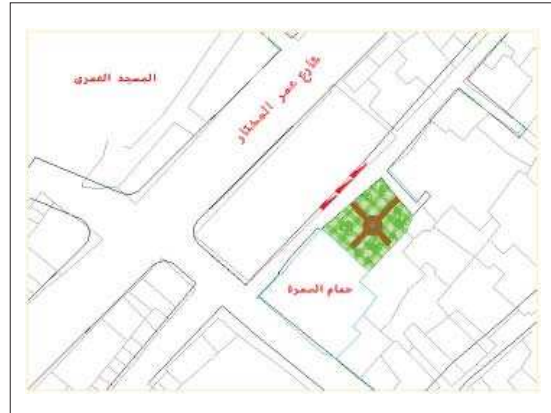 المسجد العمري
شارع عمر المختار
حمام السمرة